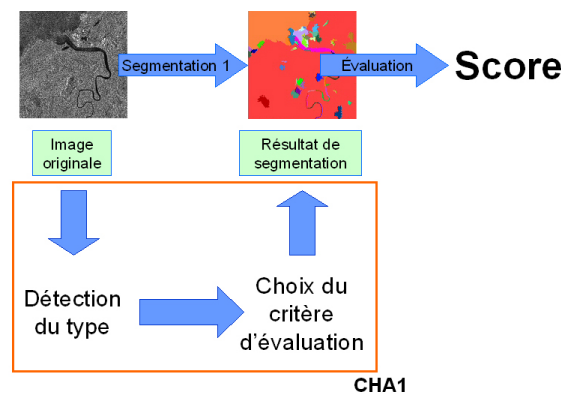 Segmentation 1
Évaluation
Score
Image
originale
Résultat de
segmentation
Détection
du type
Choix du
critère
d'évaluation
CHA1